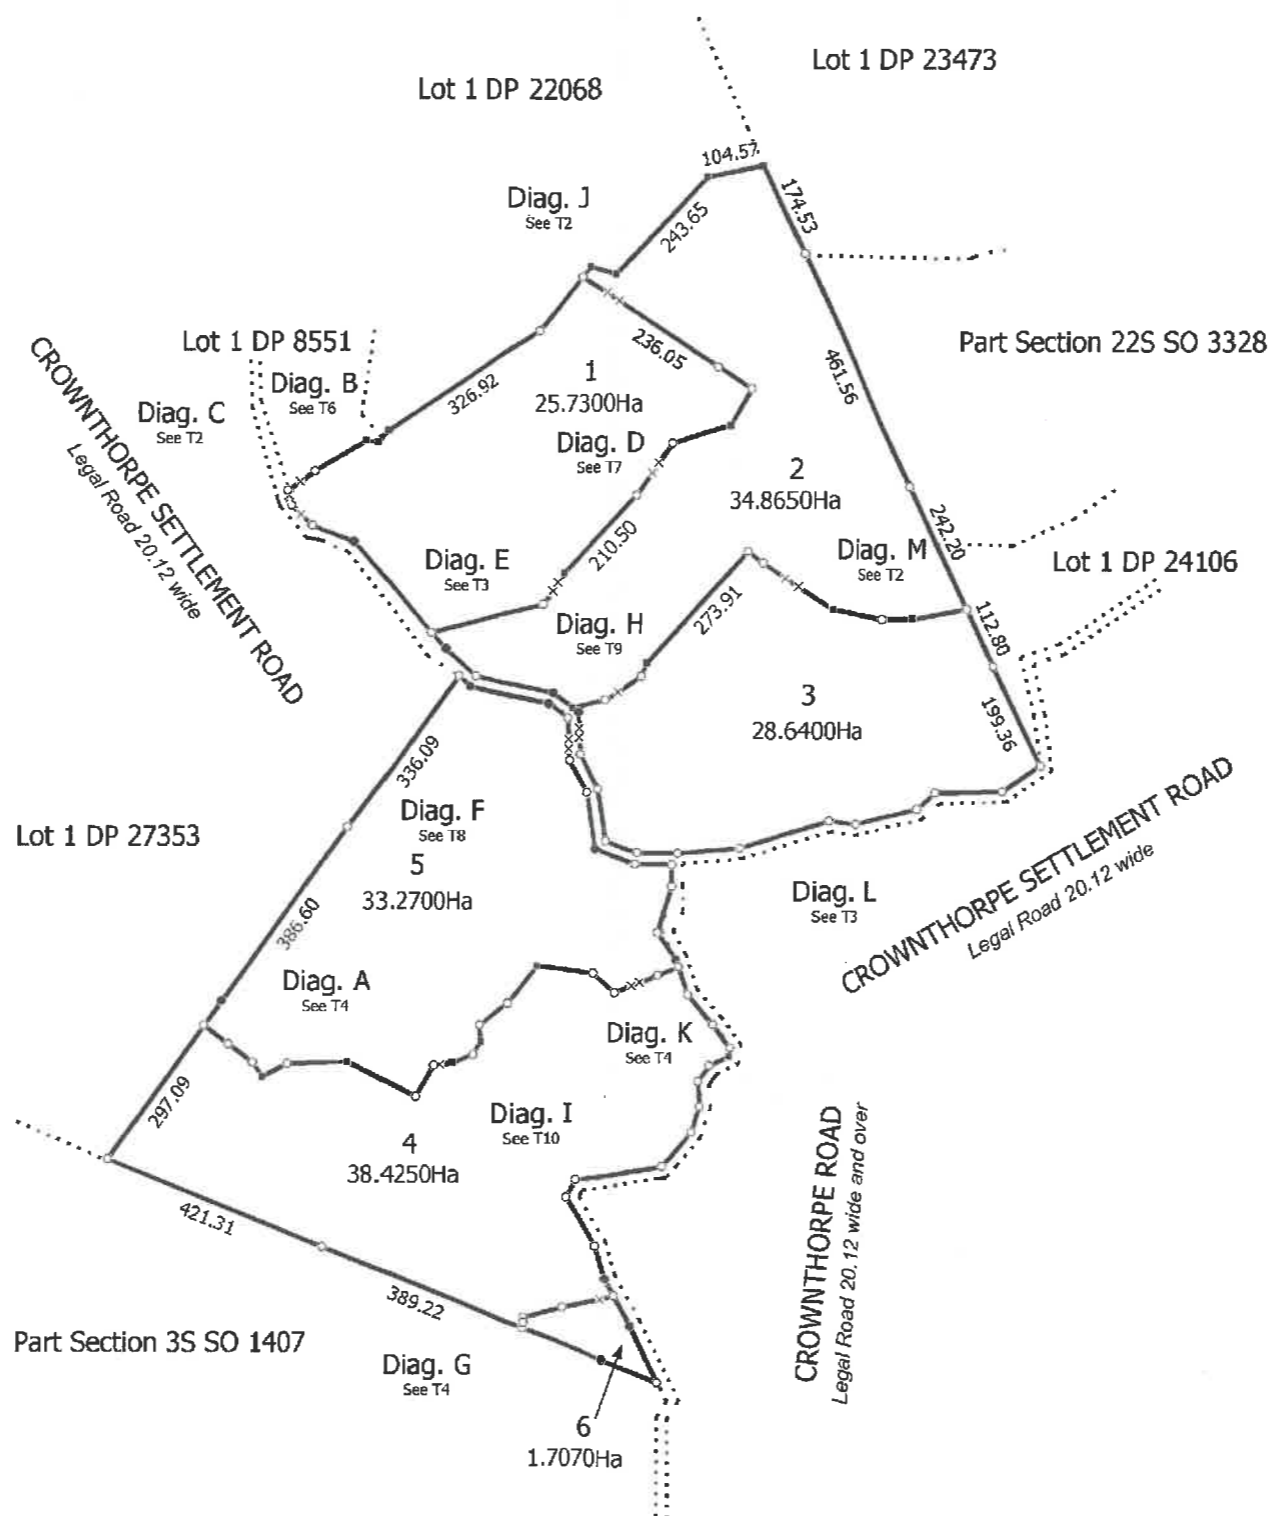 Lot 1 DP 23473
Lot 1 DP 22068
104.57
174.53
Diag. J
See T2
243.65
Part Section 22S SO 3328
461.56
236.05
Lot 1 DP 8551
Diag. B
See T6
Diag. C
See T2
CROWNTHORPE SETTLEMENT ROAD
Legal Road 20.12 wide
326.92
1
25.7300Ha
Diag. D
See T7
2
34.8650Ha
242.20
Diag. M
See T2
Lot 1 DP 24106
210.50
Diag. E
See T3
Diag. H
See T9
273.91
112.80
199.36
3
28.6400Ha
336.09
Diag. F
See T8
Lot 1 DP 27353
5
33.2700Ha
CROWNTHORPE SETTLEMENT ROAD
Legal Road 20.12 wide
Diag. L
See T3
386.60
Diag. A
See T4
Diag. K
See T4
297.09
Diag. I
See T10
4
38.4250Ha
CROWNTHORPE ROAD
Legal Road 20.12 wide and over
421.31
389.22
Part Section 3S SO 1407
Diag. G
See T4
6
1.7070Ha